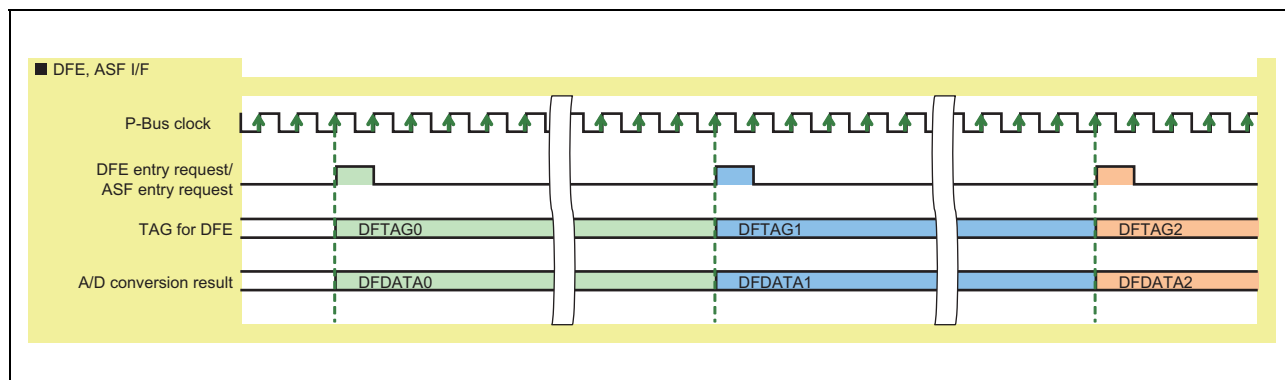 ■ DFE, ASF I/F
P-Bus clock
DFE entry request/
ASF entry request
TAG for DFE
DFTAG0
DFTAG1
DFTAG2
A/D conversion result
DFDATA0
DFDATA1
DFDATA2